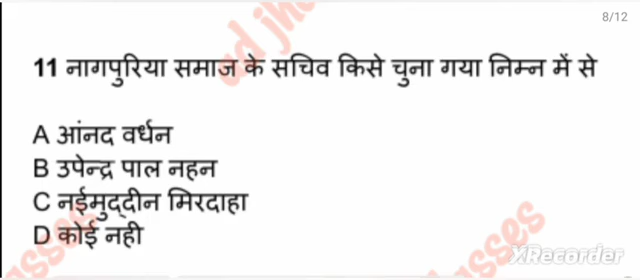 8/12
11 नागपुरिया समाज के सचिव किसे चुना गया निम्न में से
A आंनद वर्धन
B उपेन्द्र पाल नहन
C नईमुद्दीन मिरदाहा
D कोई नही
XRecorder